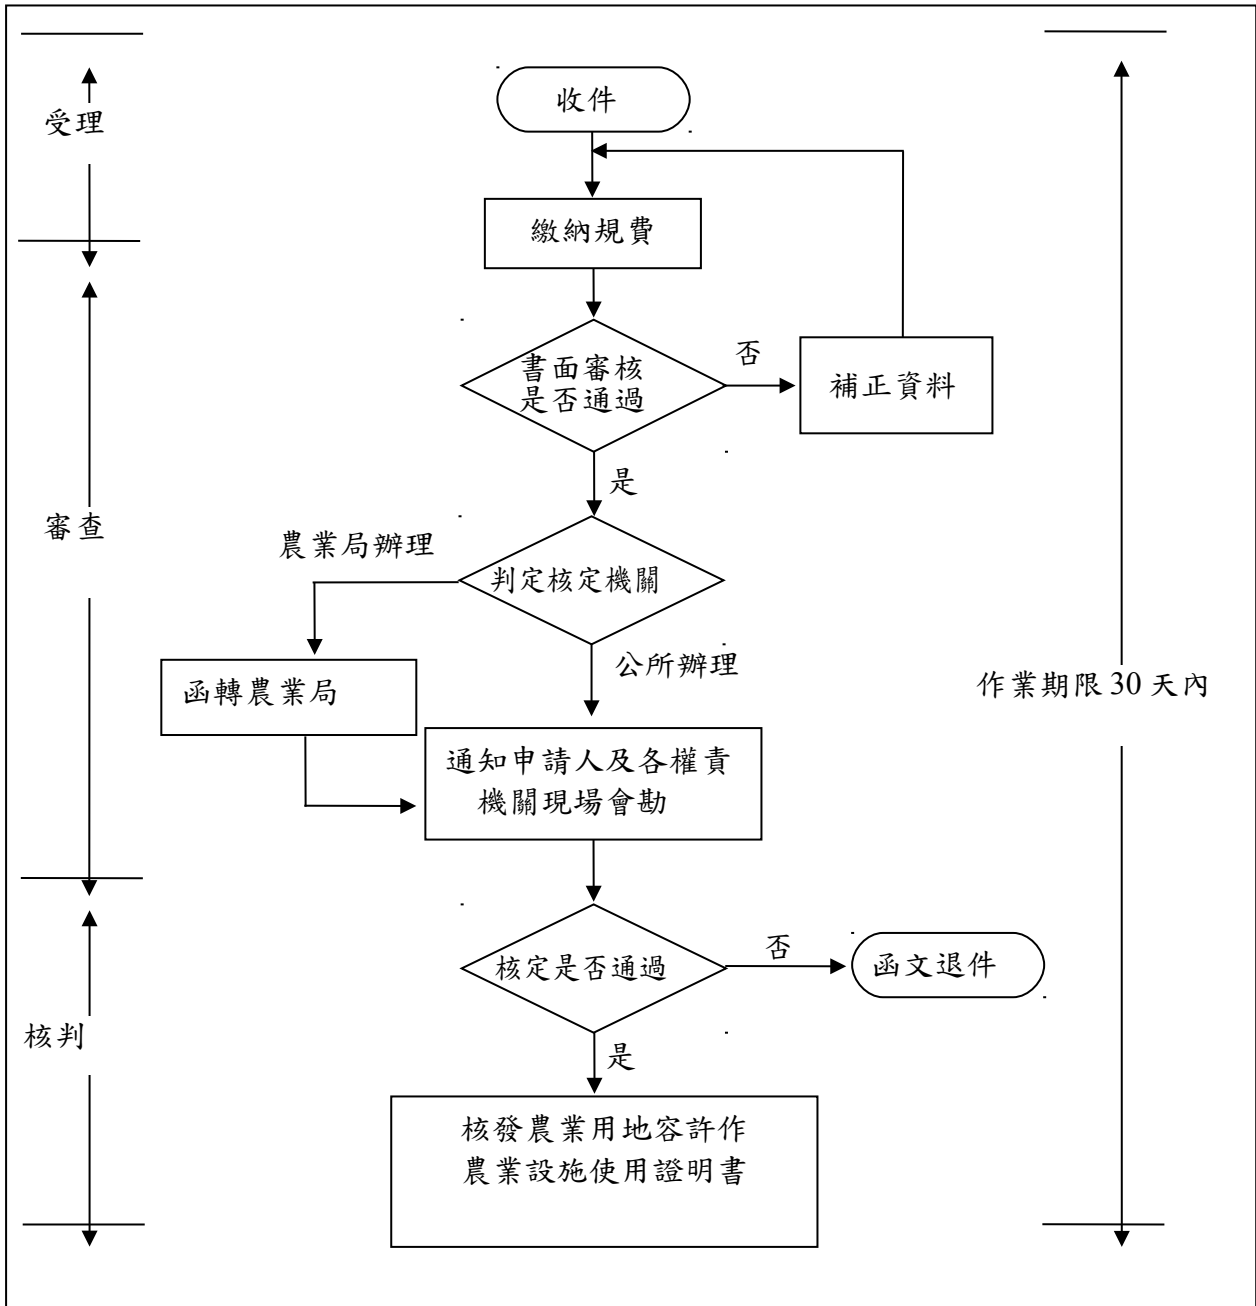 收件
受理
繳納規費
否
書面審核
是否通過
補正資料
是
審查
農業局辦理
判定核定機關
公所辦理
函轉農業局
作業期限 30 天內
通知申請人及各權責
機關現場會勘
否
核定是否通過
函文退件
核判
是
核發農業用地容許作
農業設施使用證明書